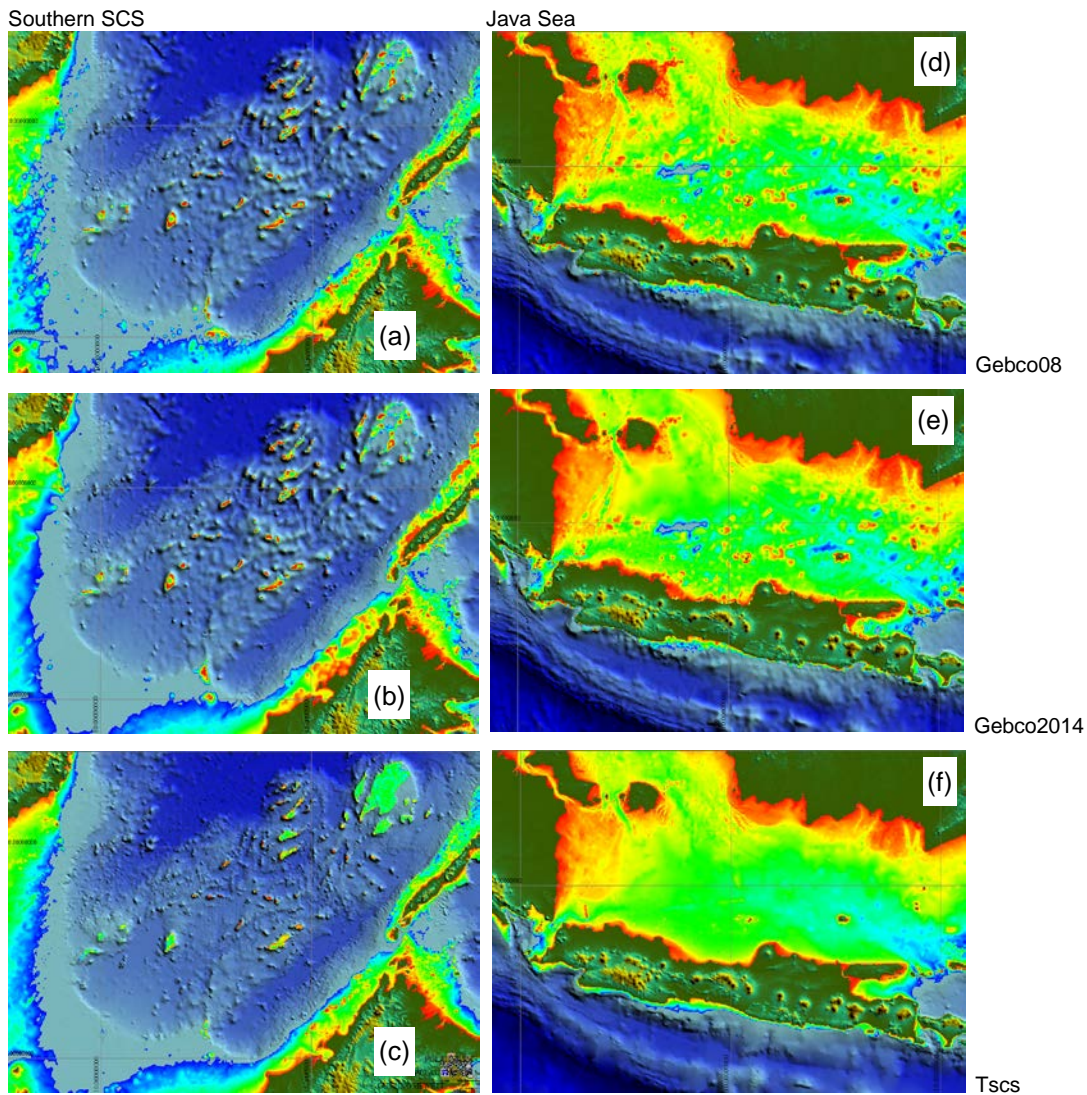 Southern SCS
Java Sea
(a)
(d)
Gebco08
(b)
(e)
Gebco2014
(c)
(f)
Tscs